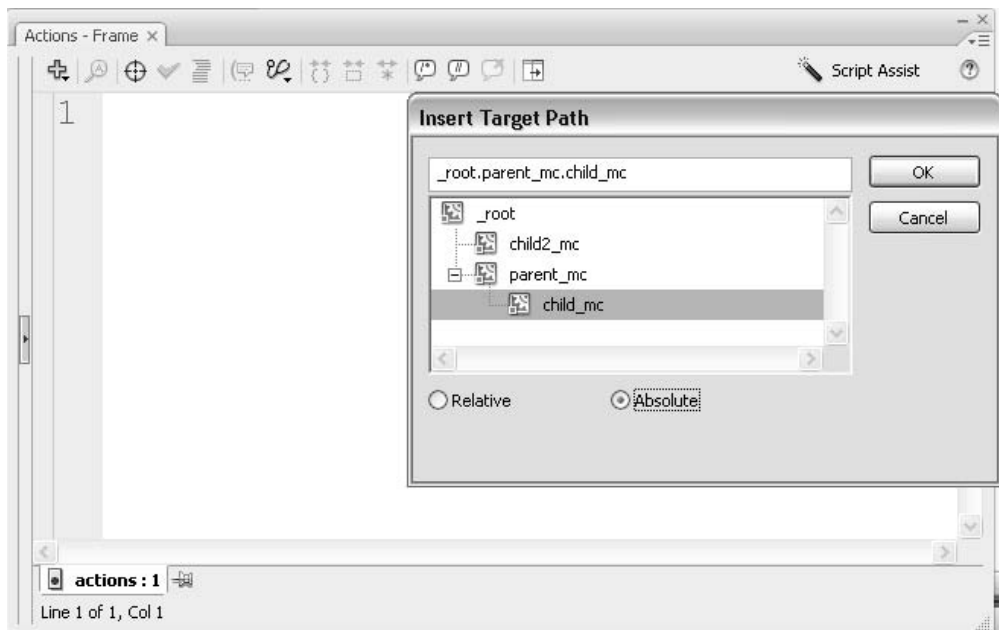 Actions - Frame ×
Script Assist
1
Insert Target Path
_root.parent_mc.child_mc
OK
Cancel
_root
child2_mc
parent_mc
child_mc
Relative
Absolute
actions : 1
Line 1 of 1, Col 1